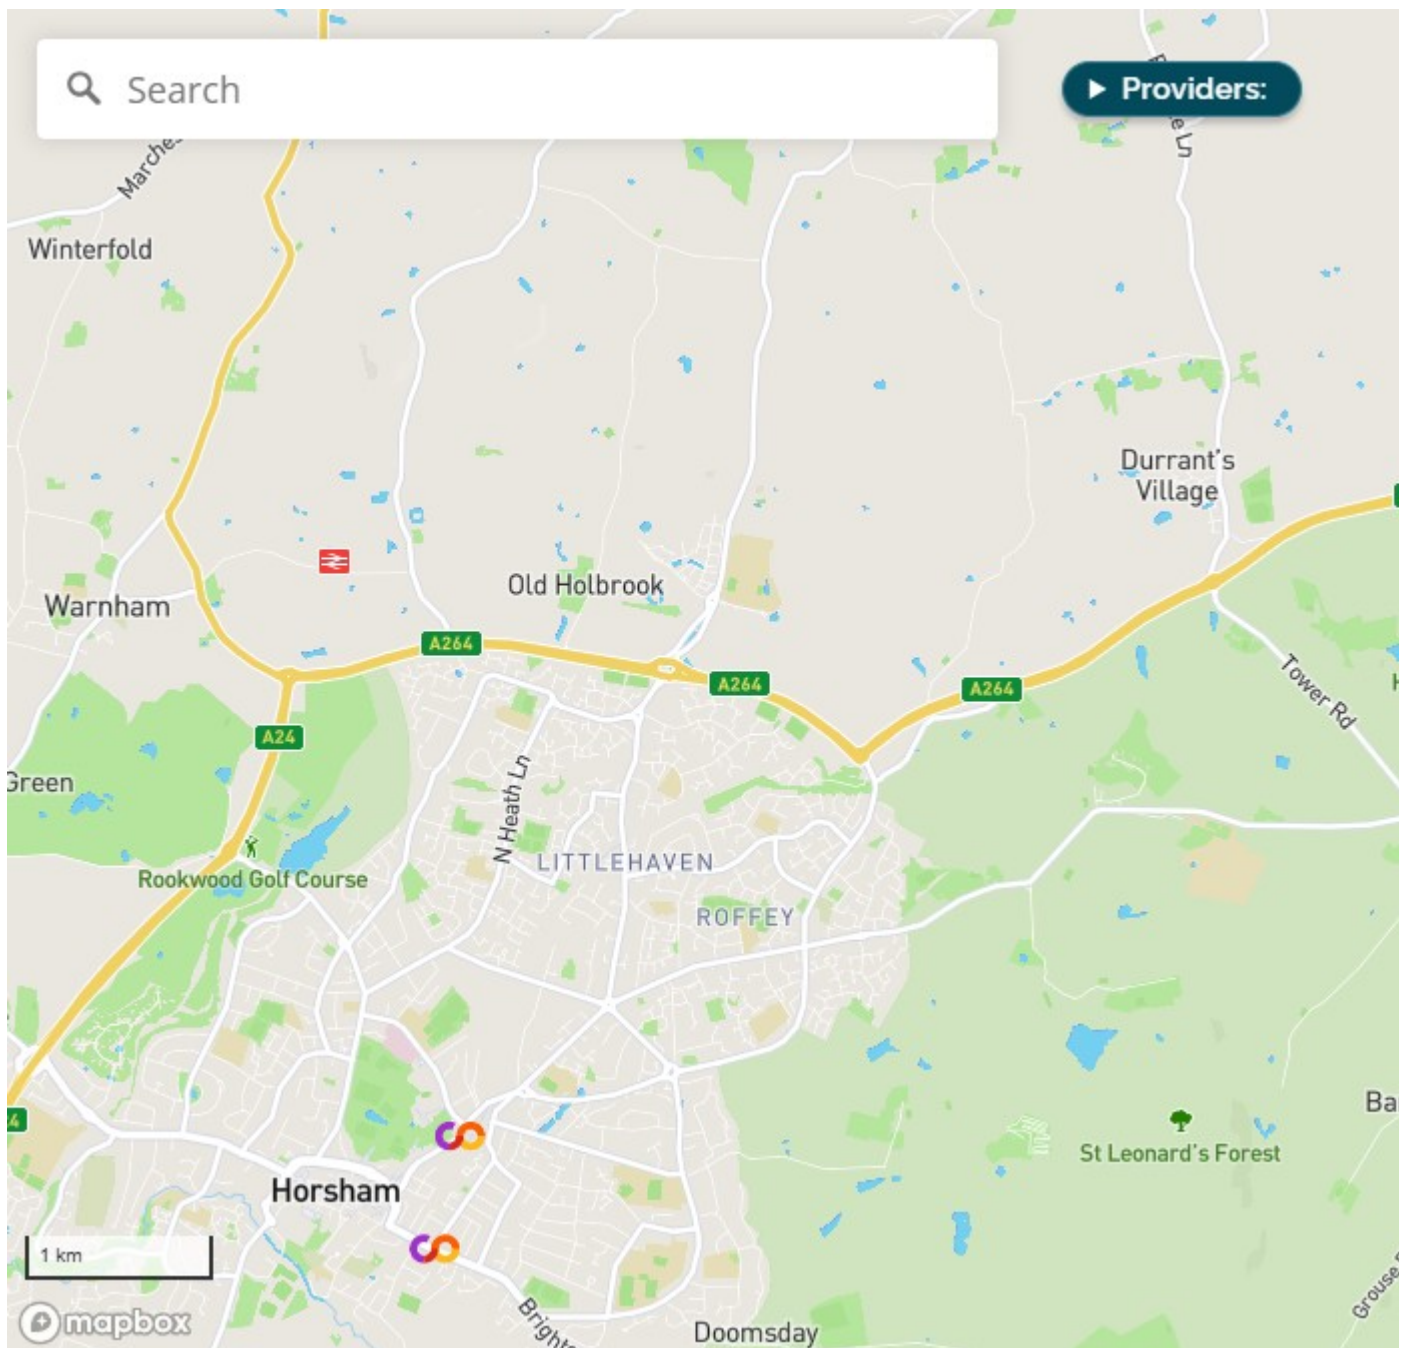 Search
Providers:
Winterfold
Durrant's
Village
Old Holbrook
Warnham
A264
A264
A264
Tower Rd
A24
Green
N Heath Ln
LITTLEHAVEN
Rookwood Golf Course
ROFFEY
St Leonard's Forest
Horsham
1 km
mapbox
Doomsday